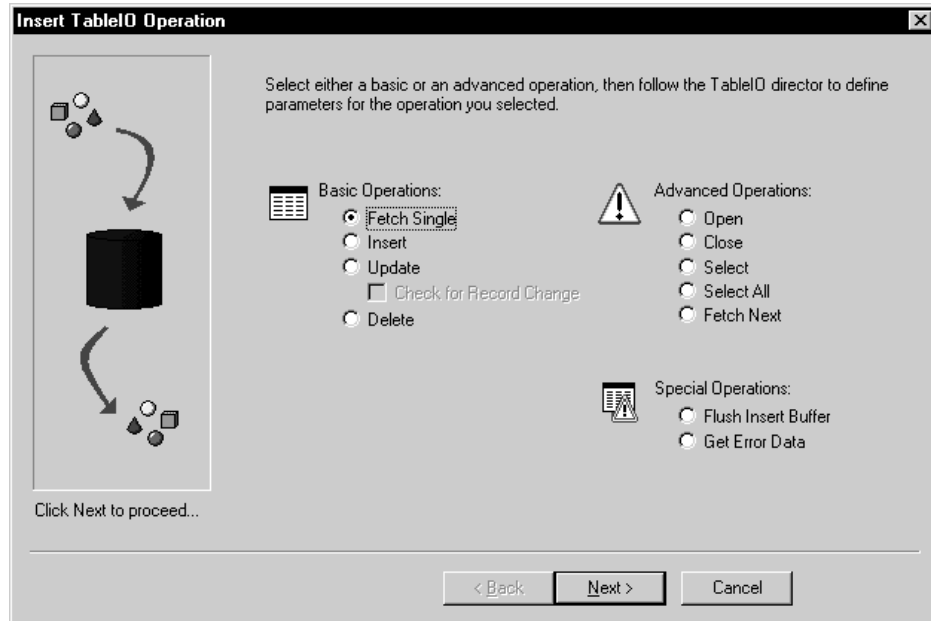 Insert TableIO Operation
Select either a basic or an advanced operation, then follow the TableIO director to define
parameters for the operation you selected.
Basic Operations:
Fetch Single
Insert
Update
Check for Record Change
Delete
Advanced Operations:
Open
Close
Select
Select All
Fetch Next
Special Operations:
Flush Insert Buffer
Get Error Data
Click Next to proceed...
< Back
Next >
Cancel